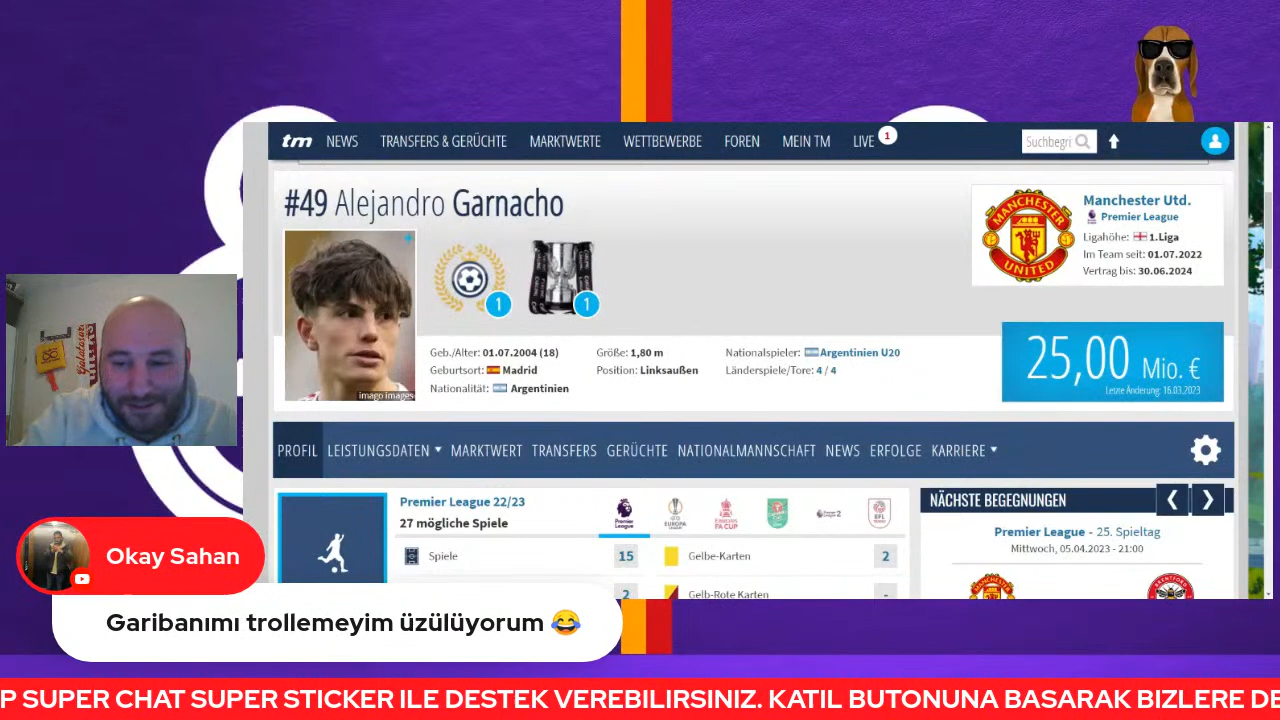 tm NEWS TRANSFERS & GERÜCHTE MARKTWERTE WETTBEWERBE FOREN MEIN TM LIVE 1 Suchbegri
#49 Alejandro Garnacho
1
1
imago images
Geb./Alter: 01.07.2004 (18)
Geburtsort: Madrid
Nationalität: Argentinien
Größe: 1,80 m
Position: Linksaußen
Nationalspieler: Argentinien U20
Länderspiele/Tore: 4 / 4
MANCHESTER
UNITED
Manchester Utd.
Premier League
Ligahöhe: 1.Liga
Im Team seit: 01.07.2022
Vertrag bis: 30.06.2024
25,00 Mio. €
Letzte Änderung: 16.03.2023
PROFIL LEISTUNGSDATEN MARKTWERT TRANSFERS GERÜCHTE NATIONALMANNSCHAFT NEWS ERFOLGE KARRIERE
Premier League 22/23
27 mögliche Spiele
Spiele 15 Gelbe-Karten 2
2 Gelb-Rote Karten -
NÄCHSTE BEGEGNUNGEN
Premier League - 25. Spieltag
Mittwoch, 05.04.2023 - 21:00
Okay Sahan
Garibanımı trollemeyim üzülüyorum 😂
P SUPER CHAT SUPER STICKER ILE DESTEK VEREBILIRSINIZ. KATIL BUTONUNA BASARAK BIZLERE DE